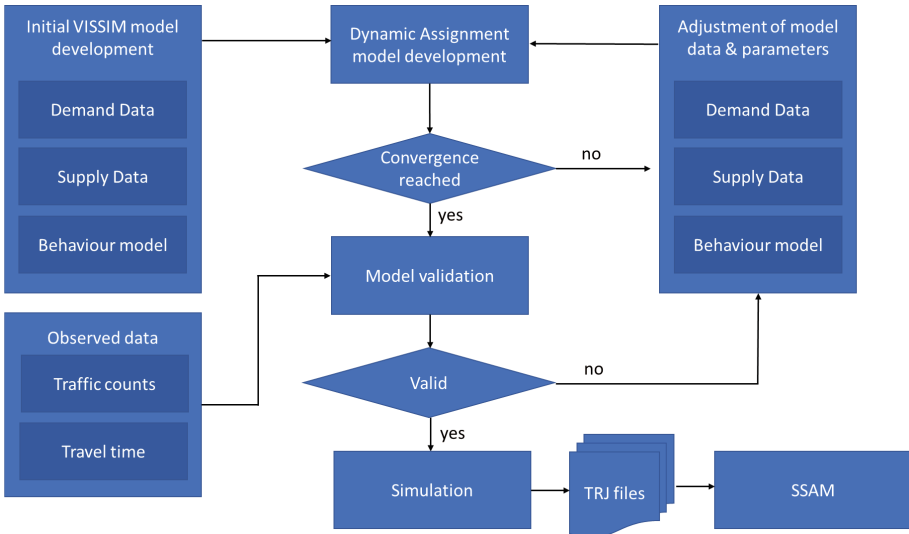 Initial VISSIM model
development
Demand Data
Supply Data
Behaviour model
Observed data
Traffic counts
Travel time
Dynamic Assignment
model development
Convergence
reached
no
yes
Model validation
Valid
no
yes
Simulation
TRJ files
SSAM
Adjustment of model
data & parameters
Demand Data
Supply Data
Behaviour model